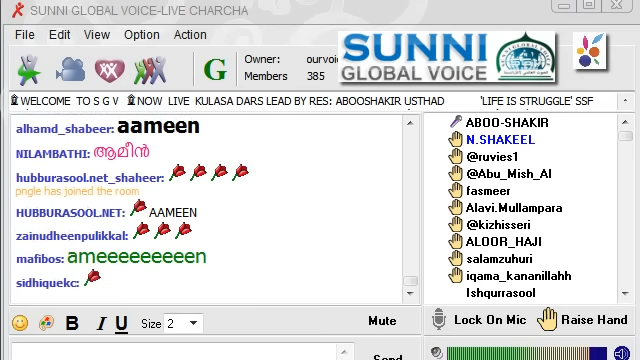 SUNNI GLOBAL VOICE-LIVE CHARCHA
File Edit View Option Action
G Owner: ourvoi
Members 385
SUNNI
GLOBAL VOICE
WELCOME TO S G V NOW LIVE KULASA DARS LEAD BY RES: ABOOSHAKIR USTHAD 'LIFE IS STRUGGLE' SSF
alhamd_shabeer: aameen
NILAMBATHI: ആമീൻ
hubburasool.net_shaheer:
pngle has joined the room
HUBBURASOOL.NET: AAMEEN
zainudheenpulikkal:
mafibos: ameeeeeeeeeen
sidhiquekc:
ABOO-SHAKIR
N.SHAKEEL
@ruvies1
@Abu_Mish_Al
fasmeer
Alavi.Mullampara
@kizhisseri
ALOOR_HAJI
salamzuhuri
iqama_kananillahh
Ishqurrasool
B I U Size 2 Mute
Lock On Mic Raise Hand
Send